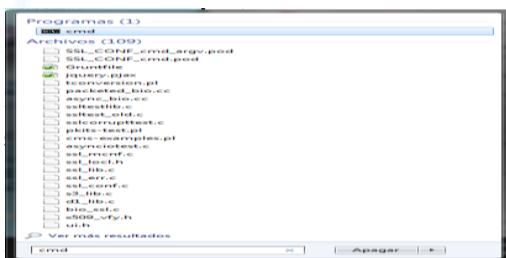 Programas (1)
cmd
Archivos (109)
SSL_CONF_cmd_argv.pod
SSL_CONF_cmd.pod
Gruntfile
jquery.pjax
tconversion.pl
packeted_bio.cc
async_bio.cc
ssltestlib.c
ssltest_old.c
sslcorrupttest.c
pkits-test.pl
cms-examples.pl
asynciotest.c
ssl_mcnf.c
ssl_locl.h
ssl_lib.c
ssl_err.c
ssl_conf.c
s3_lib.c
d1_lib.c
bio_ssl.c
x509_vfy.h
ui.h
Ver más resultados
cmd
Apagar